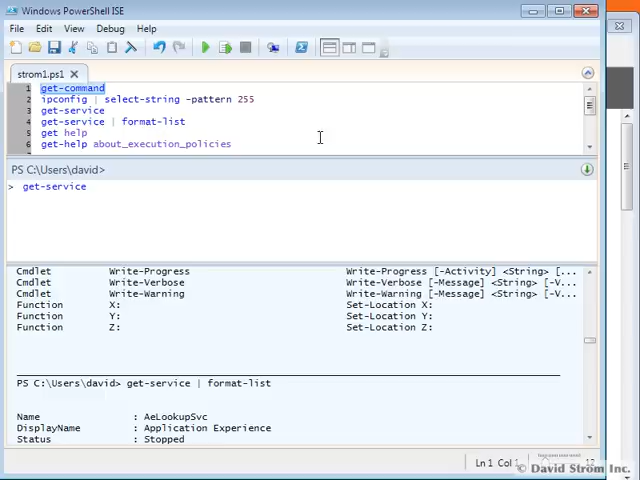 Windows PowerShell ISE
File Edit View Debug Help
strom1.ps1
1 get-command
2 ipconfig | select-string -pattern 255
3 get-service
4 get-service | format-list
5 get help
6 get-help about_execution_policies
PS C:\Users\david>
> get-service
Cmdlet Write-Progress Write-Progress [-Activity] <String> [...
Cmdlet Write-Verbose Write-Verbose [-Message] <String> [-V...
Cmdlet Write-Warning Write-Warning [-Message] <String> [-V...
Function X: Set-Location X:
Function Y: Set-Location Y:
Function Z: Set-Location Z:
PS C:\Users\david> get-service | format-list
Name : AeLookupSvc
DisplayName : Application Experience
Status : Stopped
Ln 1 Col 1
© David Strom Inc.